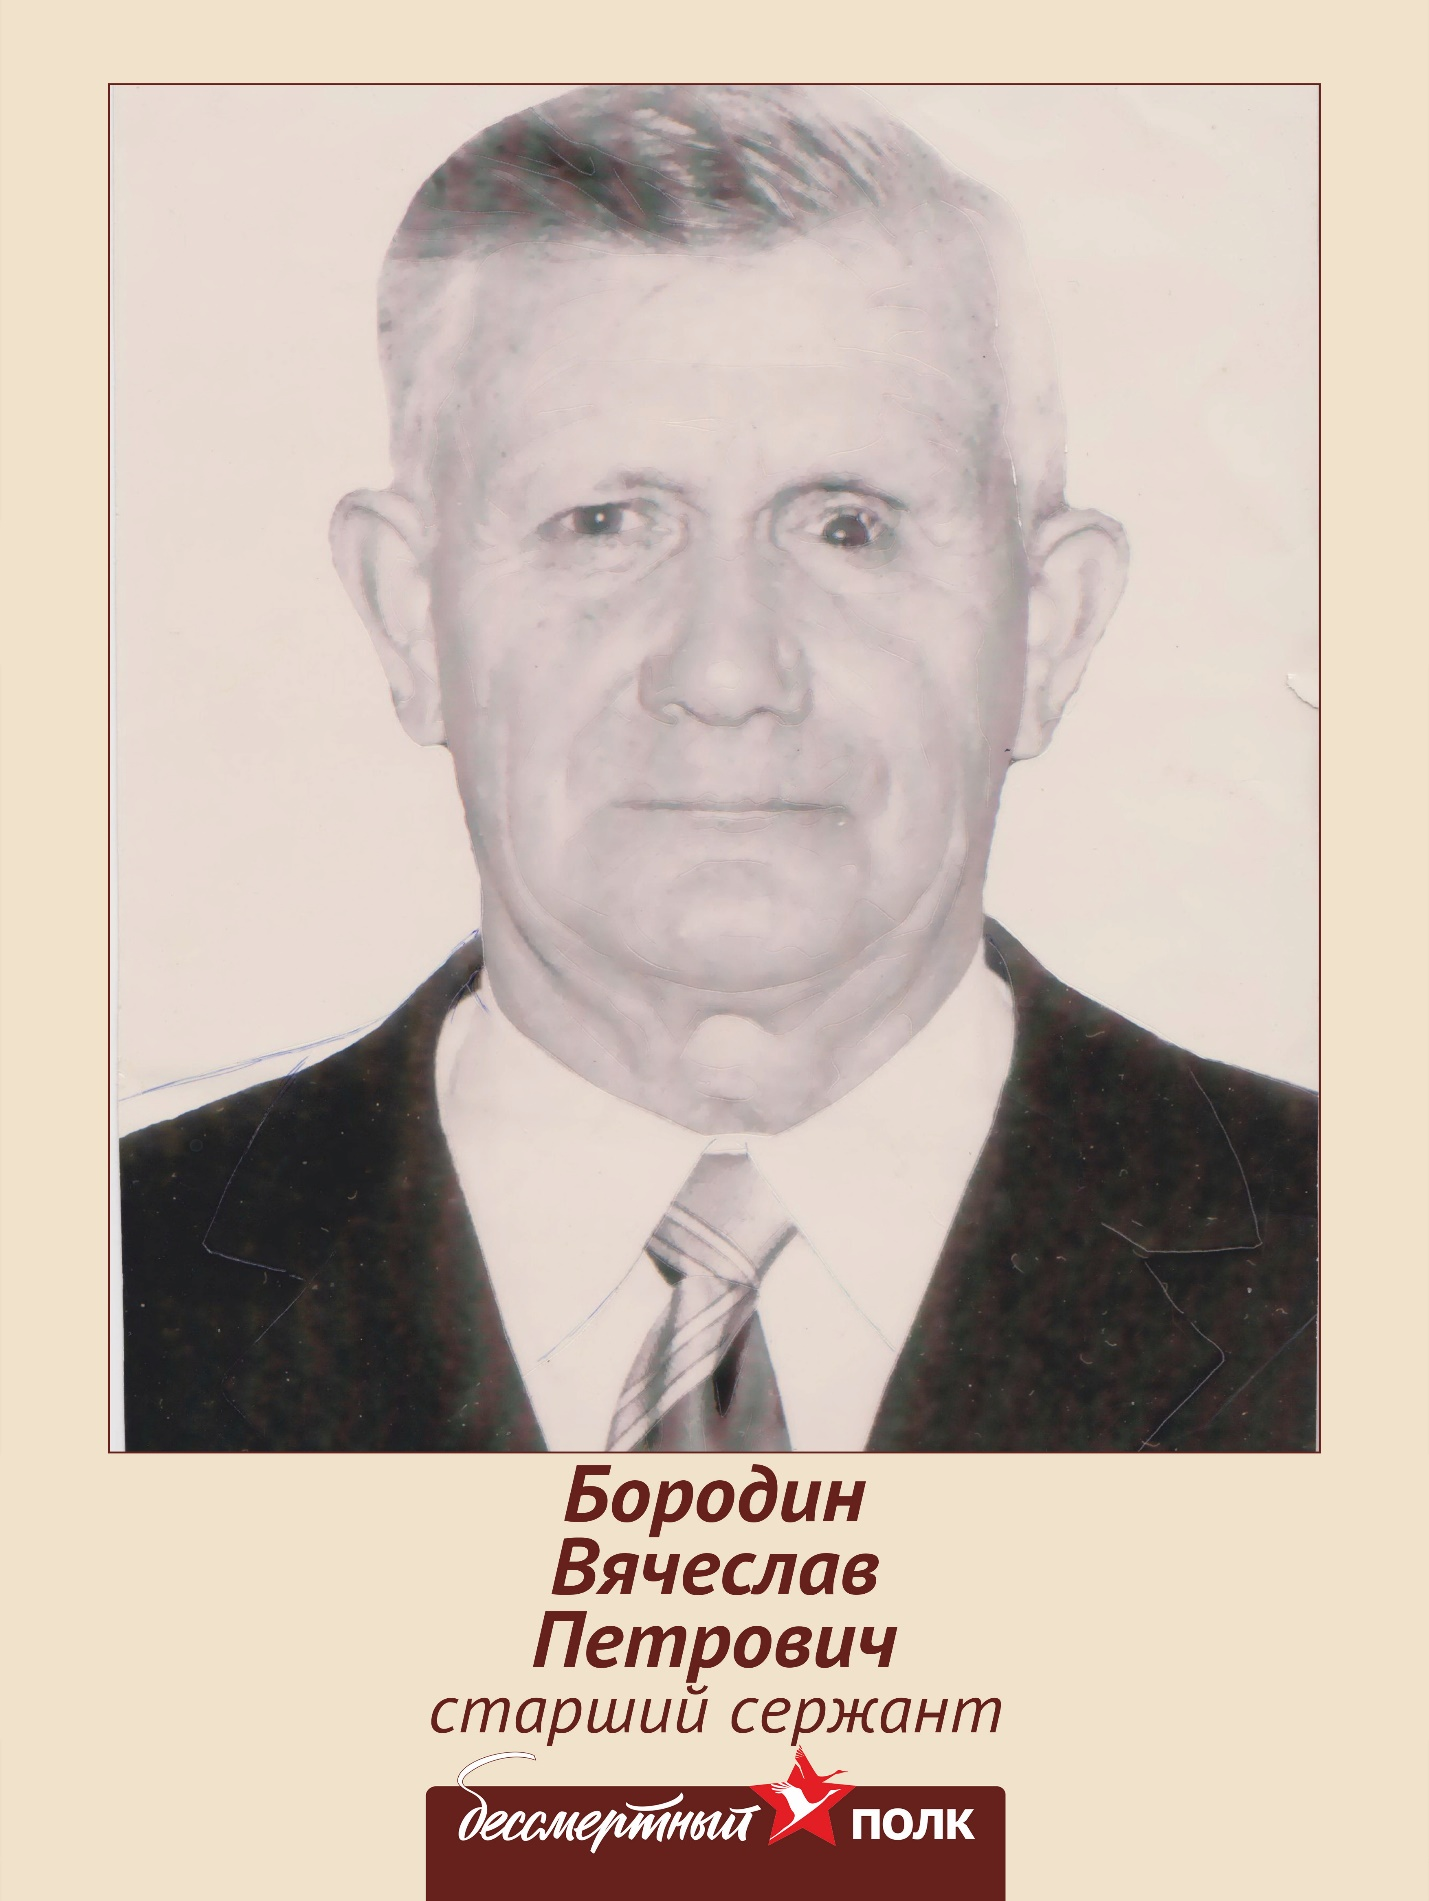 Бородин
Вячеслав
Петрович
старший сержант
бессмертный ПОЛК